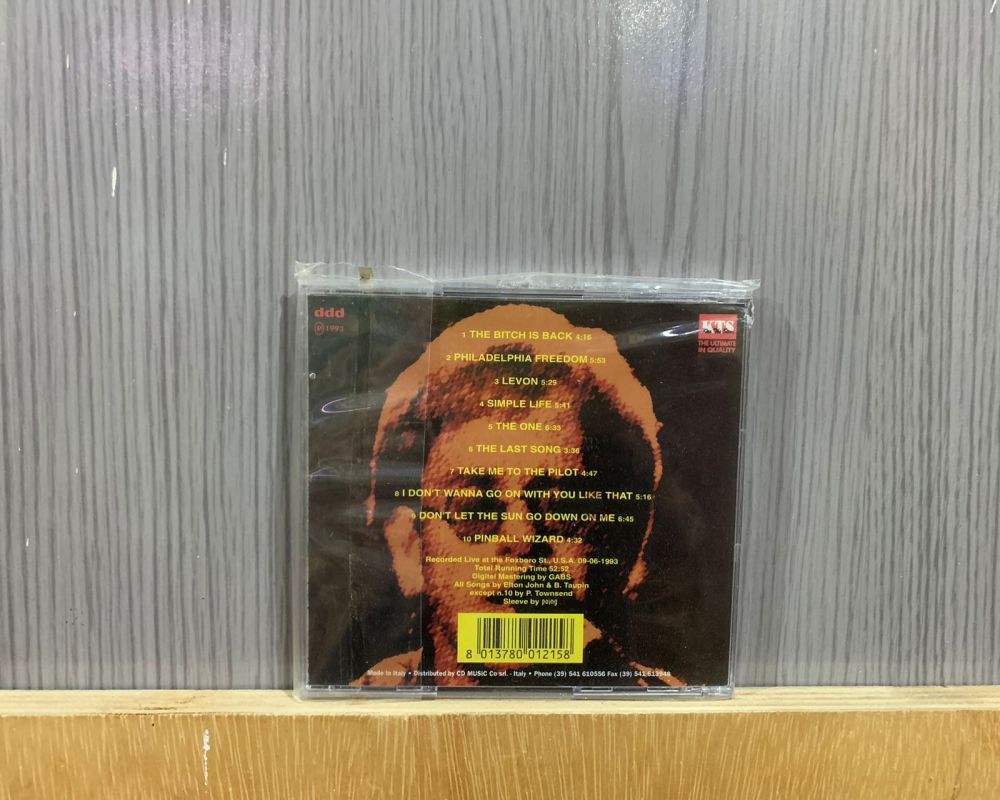 ddd
℗ 1993
KTS
THE ULTIMATE
IN QUALITY
1 THE BITCH IS BACK 4:16
2 PHILADELPHIA FREEDOM 5:53
3 LEVON 5:29
4 SIMPLE LIFE 5:41
5 THE ONE 6:33
6 THE LAST SONG 3:36
7 TAKE ME TO THE PILOT 4:47
8 I DON'T WANNA GO ON WITH YOU LIKE THAT 5:16
9 DON'T LET THE SUN GO DOWN ON ME 6:45
10 PINBALL WIZARD 4:32
Recorded Live at the Foxboro St., U.S.A. 09-06-1993
Total Running Time 52:52
Digital Mastering by GABS
All Songs by Elton John & B. Taupin
except n.10 by P. Townsend
Sleeve by poing
8 013780 012158
Made in Italy • Distributed by CD MUSIC Co srl. - Italy • Phone (39) 541 610556 Fax (39) 541 613948